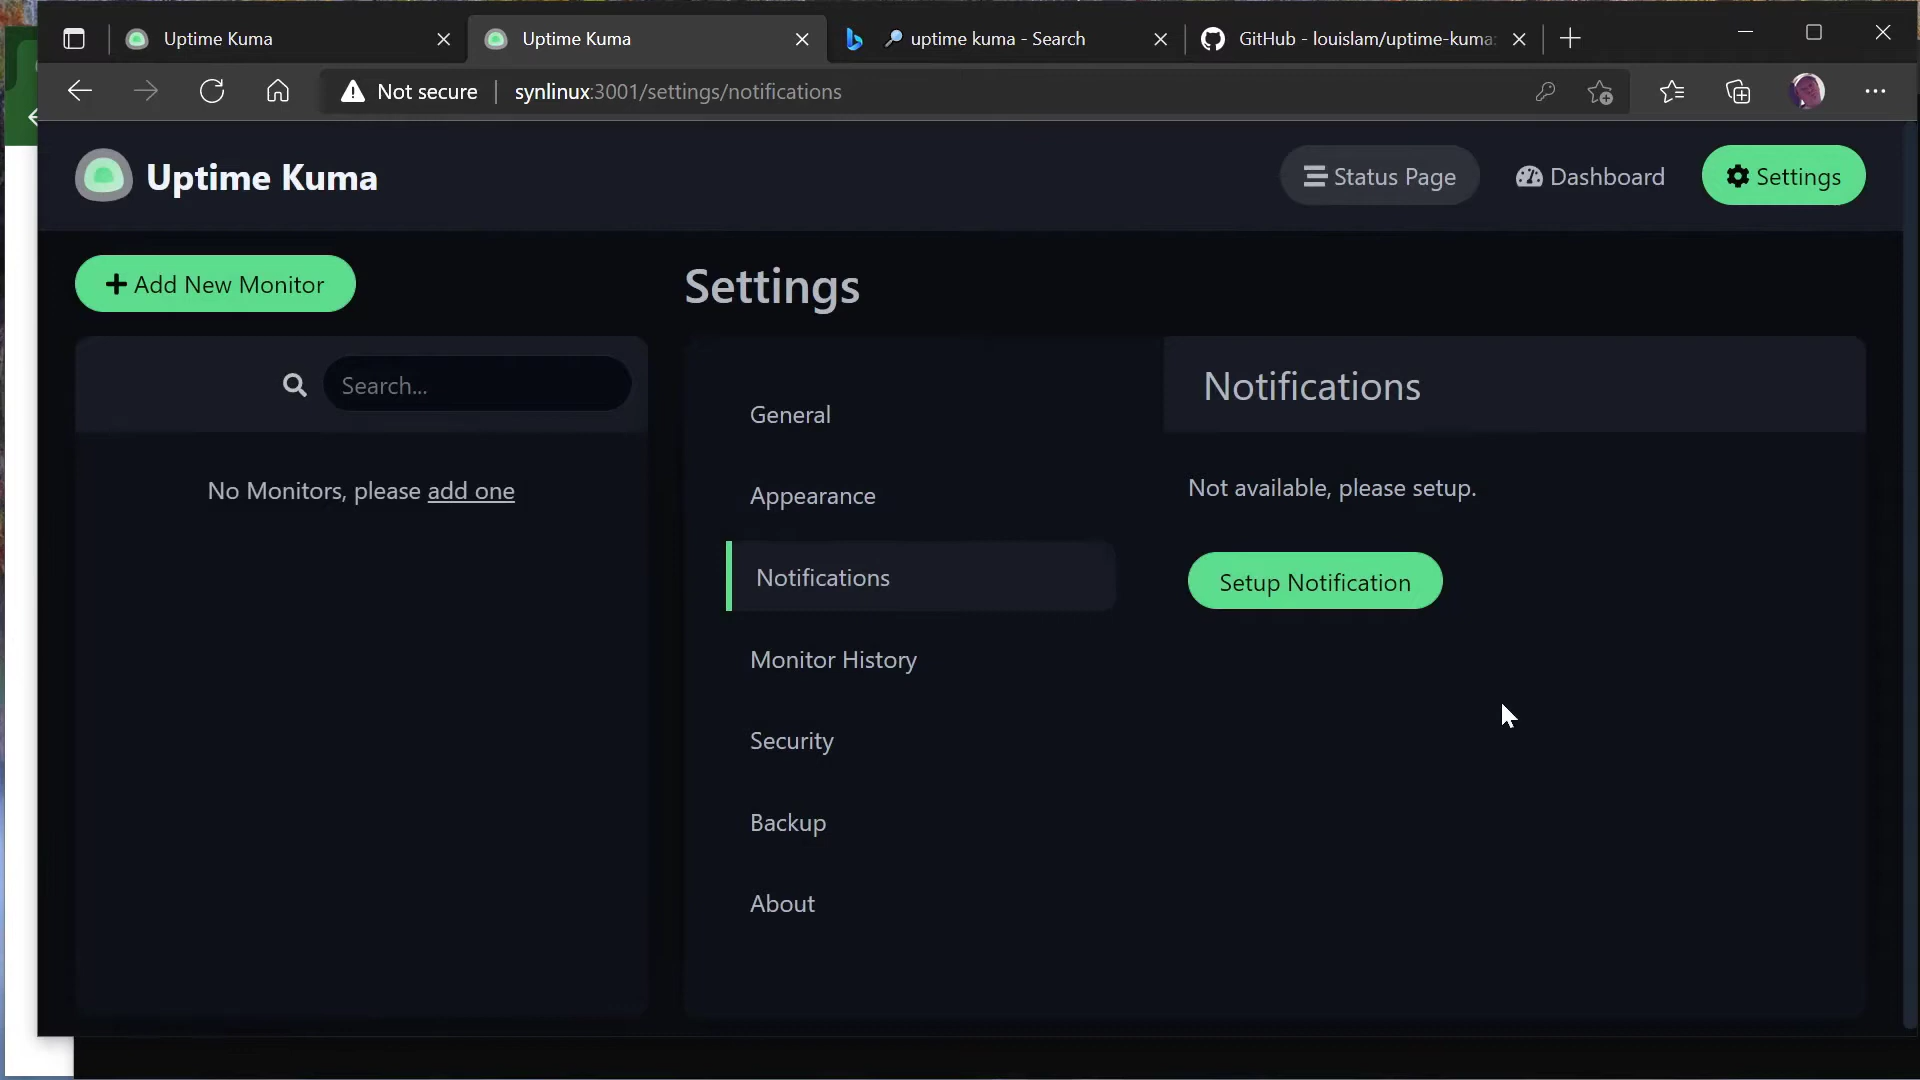 Uptime Kuma
Uptime Kuma
uptime kuma - Search
GitHub - louislam/uptime-kuma:
Not secure
synlinux:3001/settings/notifications
Uptime Kuma
Status Page
Dashboard
Settings
Add New Monitor
Settings
Search...
No Monitors, please add one
General
Appearance
Notifications
Monitor History
Security
Backup
About
Notifications
Not available, please setup.
Setup Notification